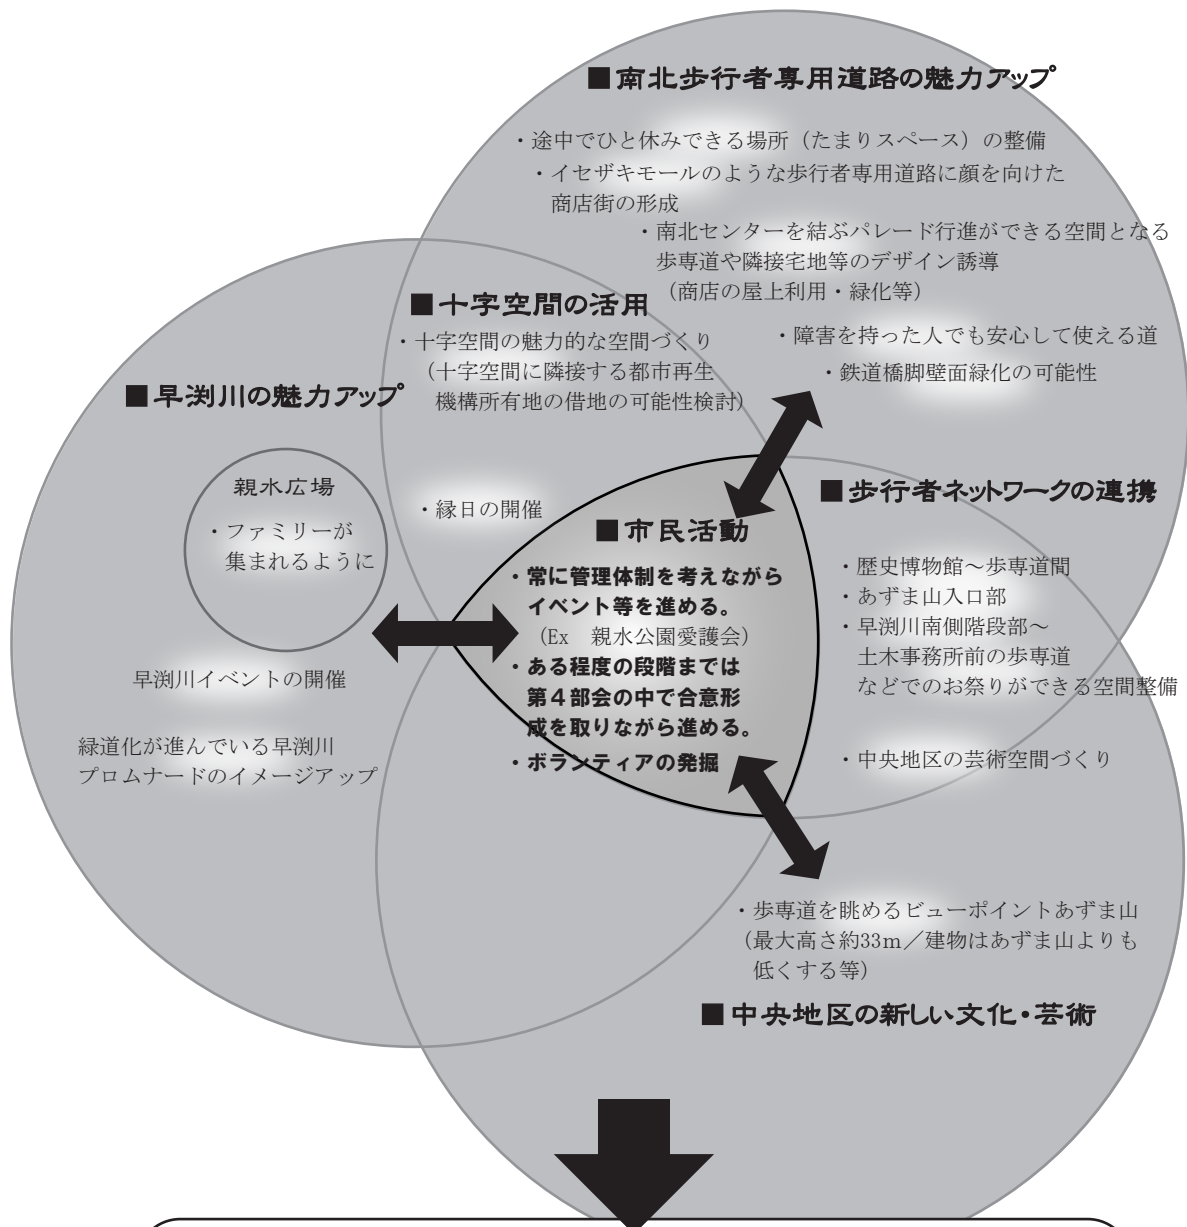 ■南北歩行者専用道路の魅力アップ
・途中でひと休みできる場所（たまりスペース）の整備
・イセザキモールのような歩行者専用道路に顔を向けた
商店街の形成
・南北センターを結ぶパレード行進ができる空間となる
歩専道や隣接宅地等のデザイン誘導
（商店の屋上利用・緑化等）
・障害を持った人でも安心して使える道
・鉄道橋脚壁面緑化の可能性
■十字空間の活用
・十字空間の魅力的な空間づくり
（十字空間に隣接する都市再生
機構所有地の借地の可能性検討）
・縁日の開催
■早渕川の魅力アップ
親水広場
・ファミリーが
集まれるように
早渕川イベントの開催
緑道化が進んでいる早渕川
プロムナードのイメージアップ
■市民活動
・常に管理体制を考えながら
イベント等を進める。
（Ex　親水公園愛護会）
・ある程度の段階までは
第４部会の中で合意形
成を取りながら進める。
・ボランティアの発掘
■歩行者ネットワークの連携
・歴史博物館～歩専道間
・あずま山入口部
・早渕川南側階段部～
土木事務所前の歩専道
などでのお祭りができる空間整備
・中央地区の芸術空間づくり
・歩専道を眺めるビューポイントあずま山
（最大高さ約33m／建物はあずま山よりも
低くする等）
■中央地区の新しい文化・芸術